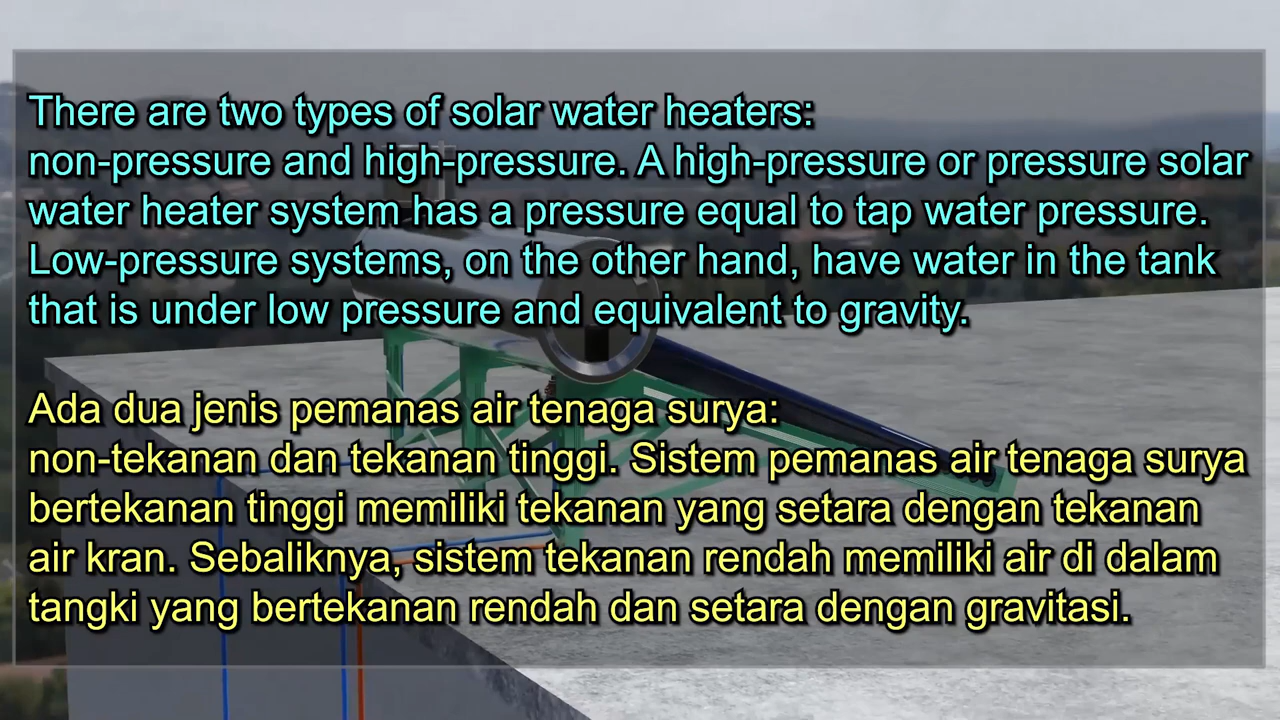 There are two types of solar water heaters:
non-pressure and high-pressure. A high-pressure or pressure solar
water heater system has a pressure equal to tap water pressure.
Low-pressure systems, on the other hand, have water in the tank
that is under low pressure and equivalent to gravity.
Ada dua jenis pemanas air tenaga surya:
non-tekanan dan tekanan tinggi. Sistem pemanas air tenaga surya
bertekanan tinggi memiliki tekanan yang setara dengan tekanan
air kran. Sebaliknya, sistem tekanan rendah memiliki air di dalam
tangki yang bertekanan rendah dan setara dengan gravitasi.